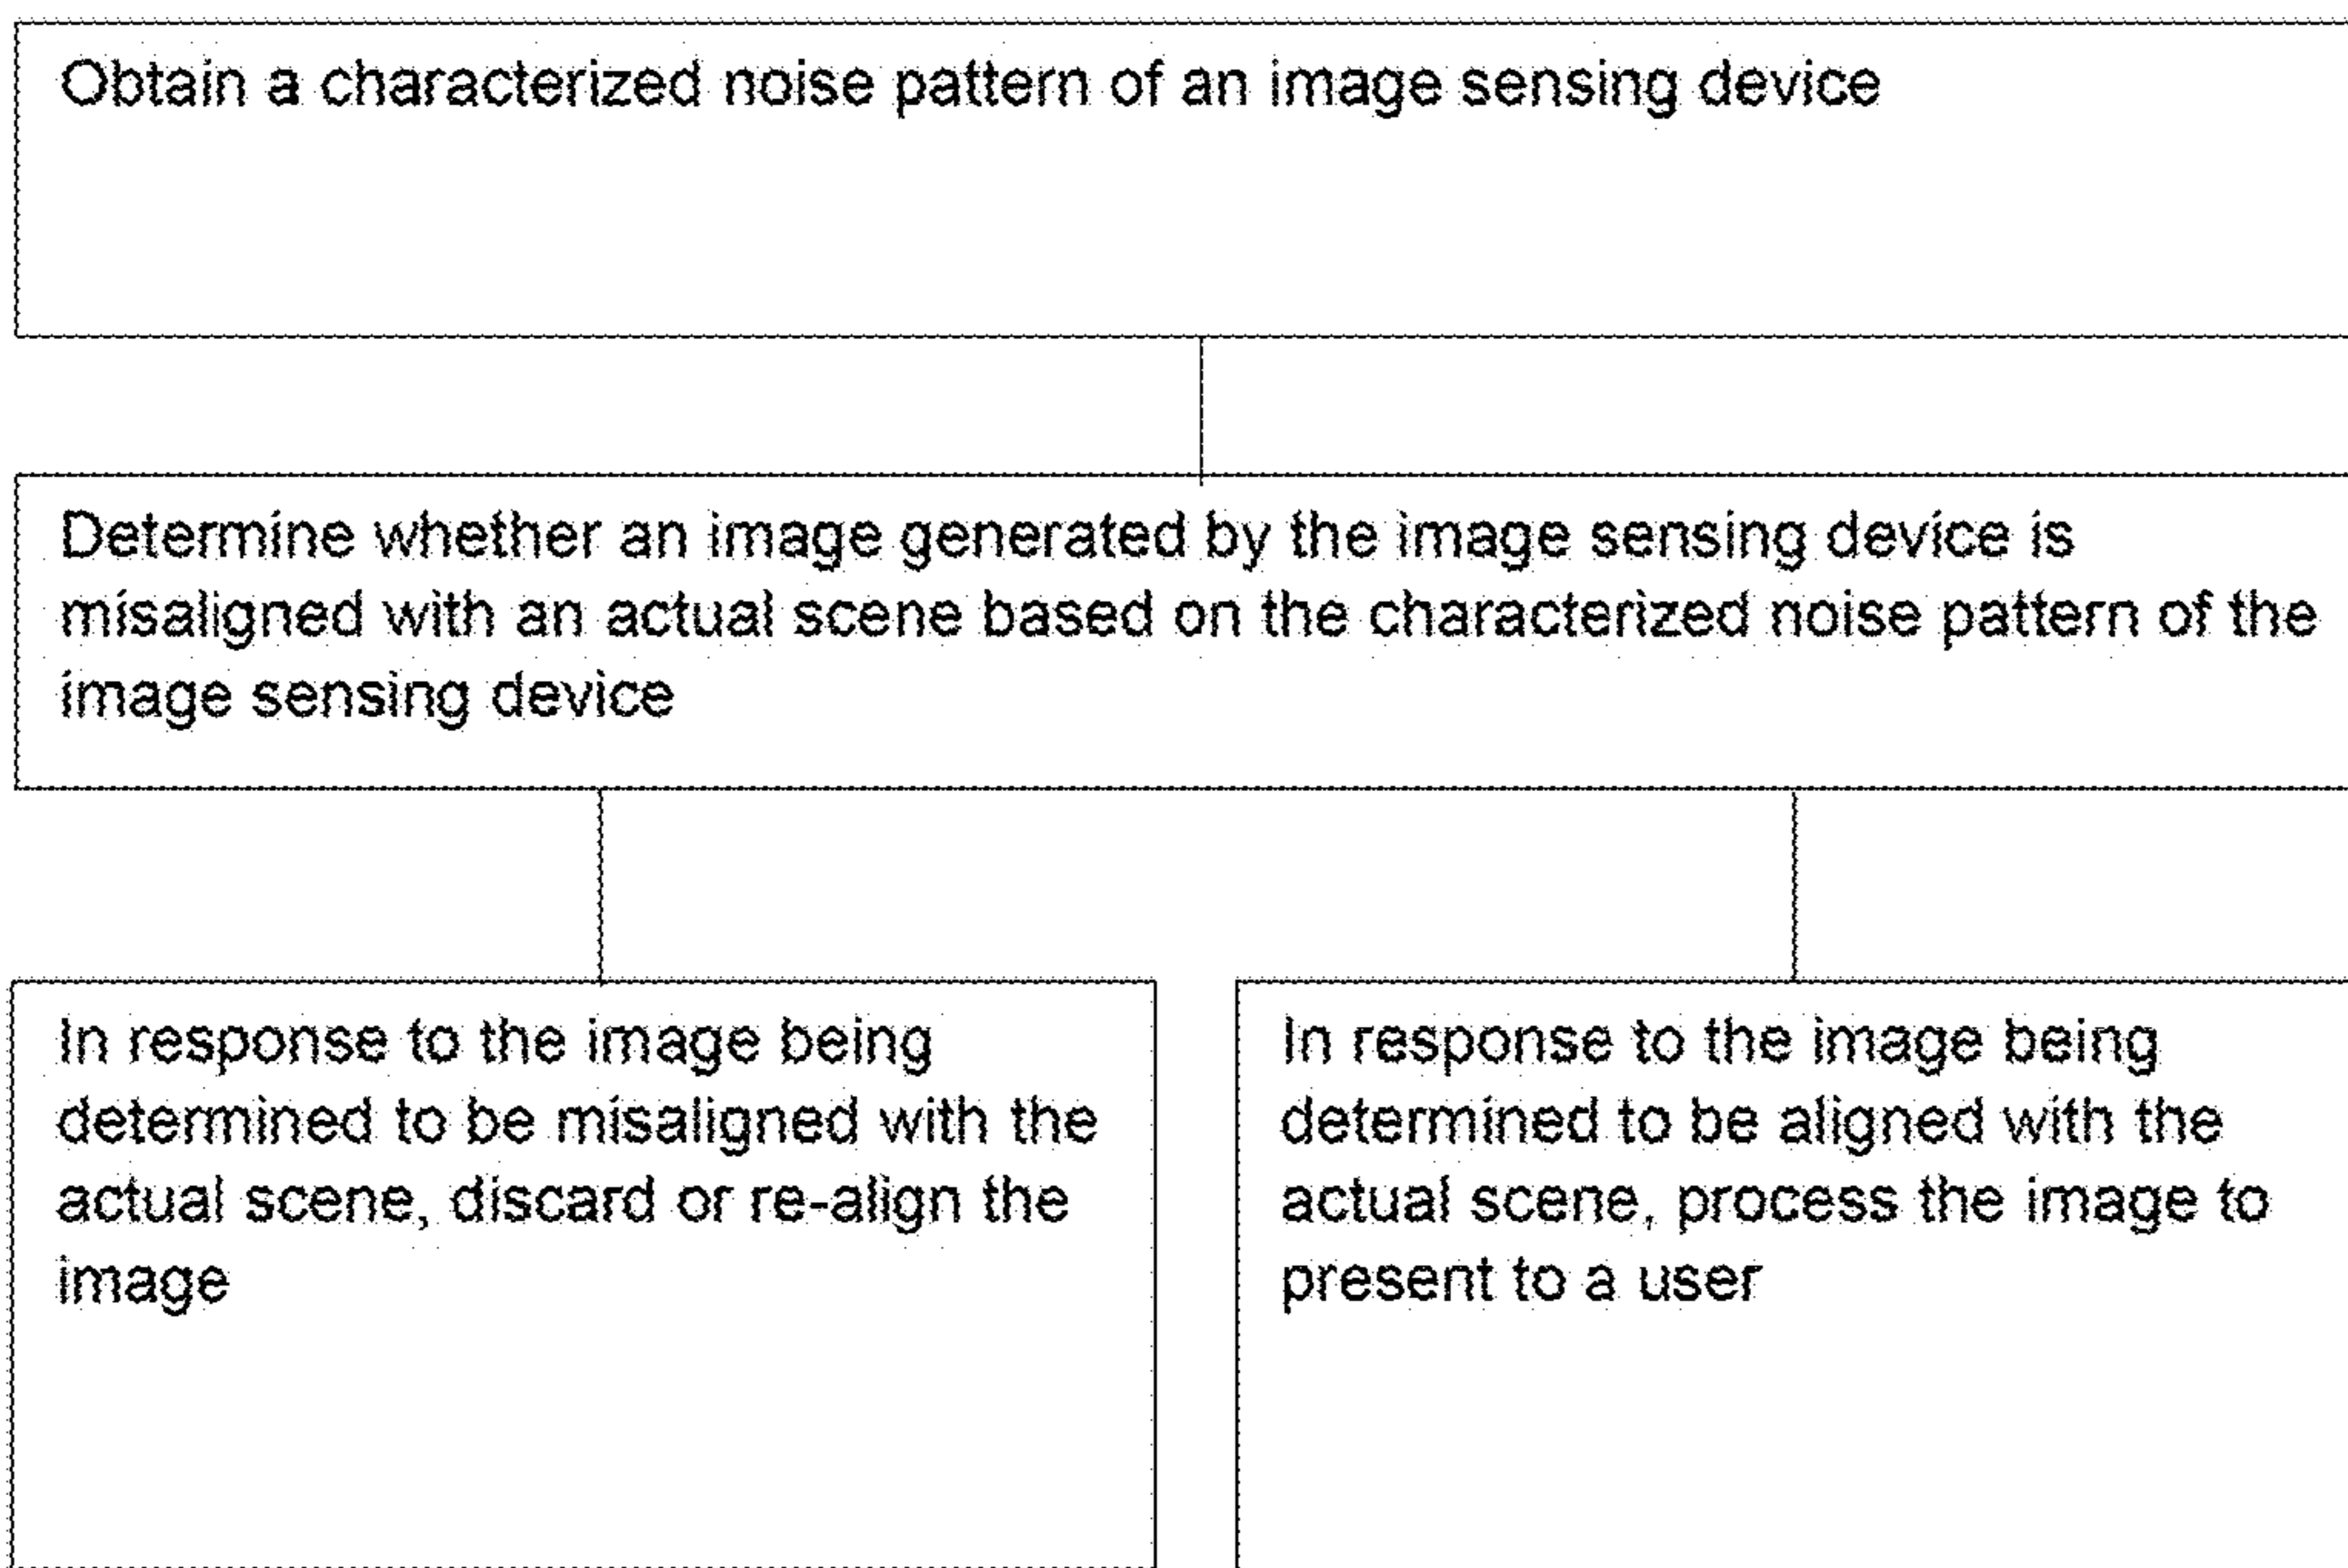 Obtain a characterized noise pattern of an image sensing device
Determine whether an image generated by the image sensing device is
misaligned with an actual scene based on the characterized noise pattern of the
image sensing device
In response to the image being
determined to be misaligned with the
actual scene, discard or re-align the
image
In response to the image being
determined to be aligned with the
actual scene, process the image to
present to a user